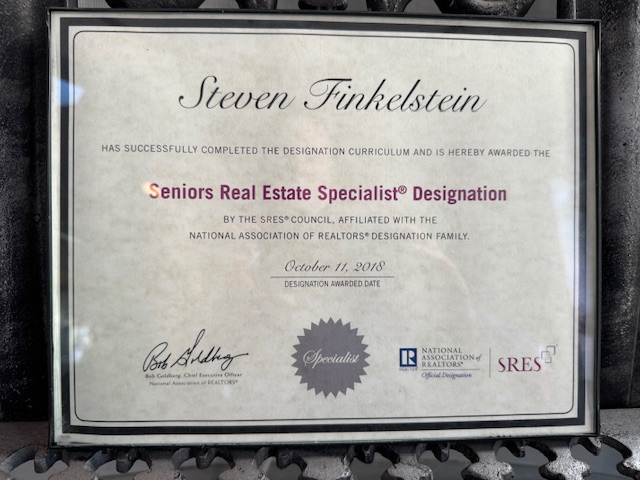 Steven Finkelstein
HAS SUCCESSFULLY COMPLETED THE DESIGNATION CURRICULUM AND IS HEREBY AWARDED THE
Seniors Real Estate Specialist® Designation
BY THE SRES® COUNCIL, AFFILIATED WITH THE
NATIONAL ASSOCIATION OF REALTORS® DESIGNATION FAMILY.
October 11, 2018
DESIGNATION AWARDED DATE
Bob Goldberg
Bob Goldberg, Chief Executive Officer
National Association of REALTORS®
Specialist
R
REALTOR
NATIONAL
ASSOCIATION of
REALTORS®
Official Designation
SRES